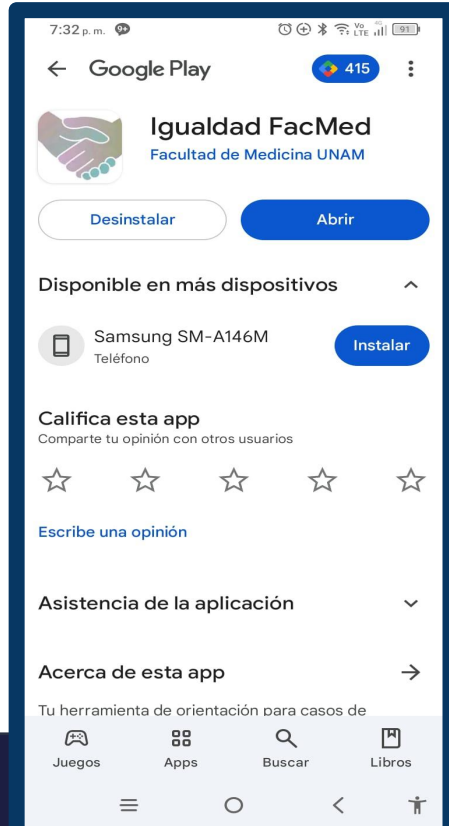 7:32 p. m. 9+ Vo LTE 4G 91
Google Play 415
Igualdad FacMed
Facultad de Medicina UNAM
Desinstalar Abrir
Disponible en más dispositivos
Samsung SM-A146M
Teléfono
Instalar
Califica esta app
Comparte tu opinión con otros usuarios
Escribe una opinión
Asistencia de la aplicación
Acerca de esta app
Tu herramienta de orientación para casos de
Juegos Apps Buscar Libros